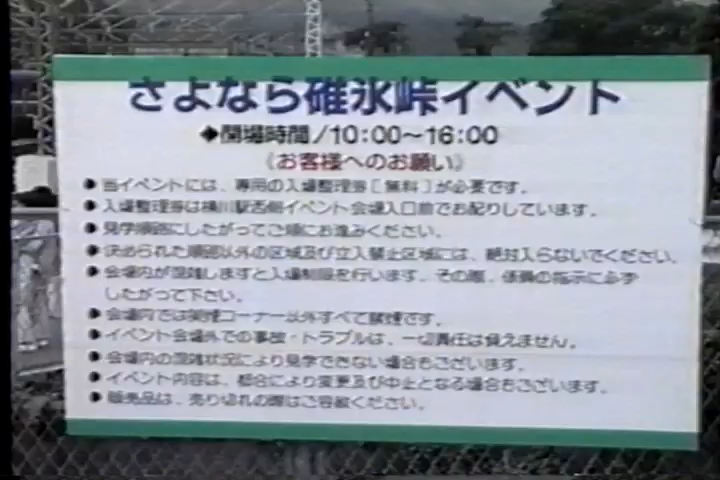 さよなら碓氷峠イベント
◆開場時間/10:00～16:00
《お客様へのお願い》
●当イベントには、専用の入場整理券［無料］が必要です。
●入場整理券は横川駅西側イベント会場入口前でお配りしています。
●見学順路にしたがってご順にお進みください。
●決められた順路以外の区域及び立入禁止区域には、絶対入らないでください。
●会場内が混雑しますと入場制限を行います。その際、係員の指示に必ず
したがって下さい。
●会場内では喫煙コーナー以外すべて禁煙です。
●イベント会場外での事故・トラブルは、一切責任は負えません。
●会場内の混雑状況により見学できない場合もございます。
●イベント内容は、都合により変更及び中止となる場合もございます。
●販売品は、売り切れの際はご容赦ください。